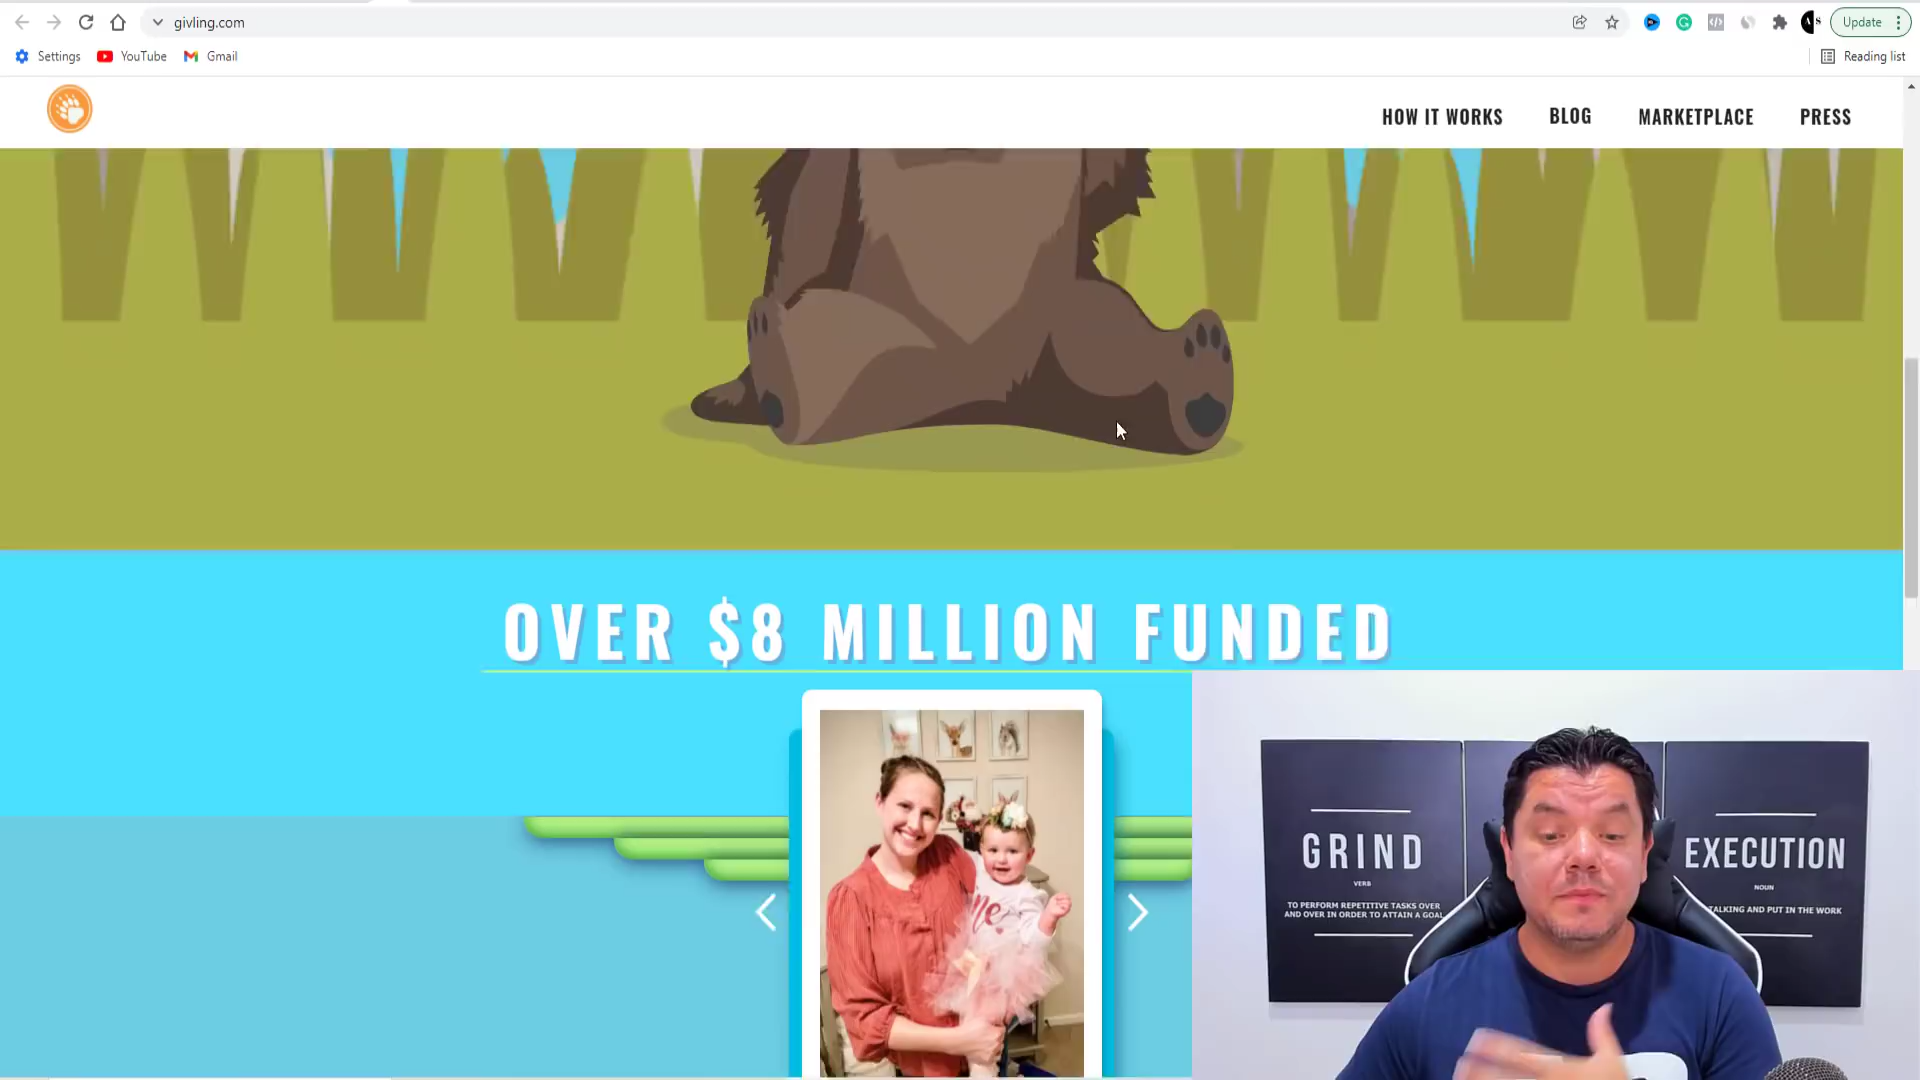 givling.com
Update
Settings
YouTube
Gmail
Reading list
HOW IT WORKS
BLOG
MARKETPLACE
PRESS
OVER $8 MILLION FUNDED
GRIND
VERB
TO PERFORM REPETITIVE TASKS OVER
AND OVER IN ORDER TO ATTAIN A GOAL
EXECUTION
NOUN
TALKING AND PUT IN THE WORK